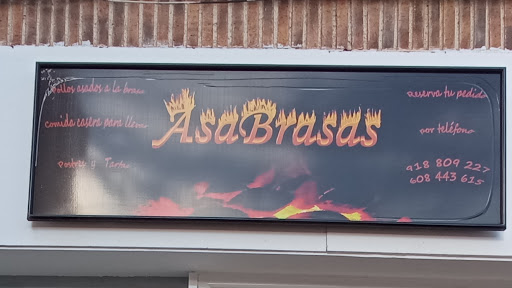 Pollos asados a la brasa
Comida casera para llevar
Postres y Tartas
AsaBrasas
Reserva tu pedido
por teléfono
918 809 227
608 443 615